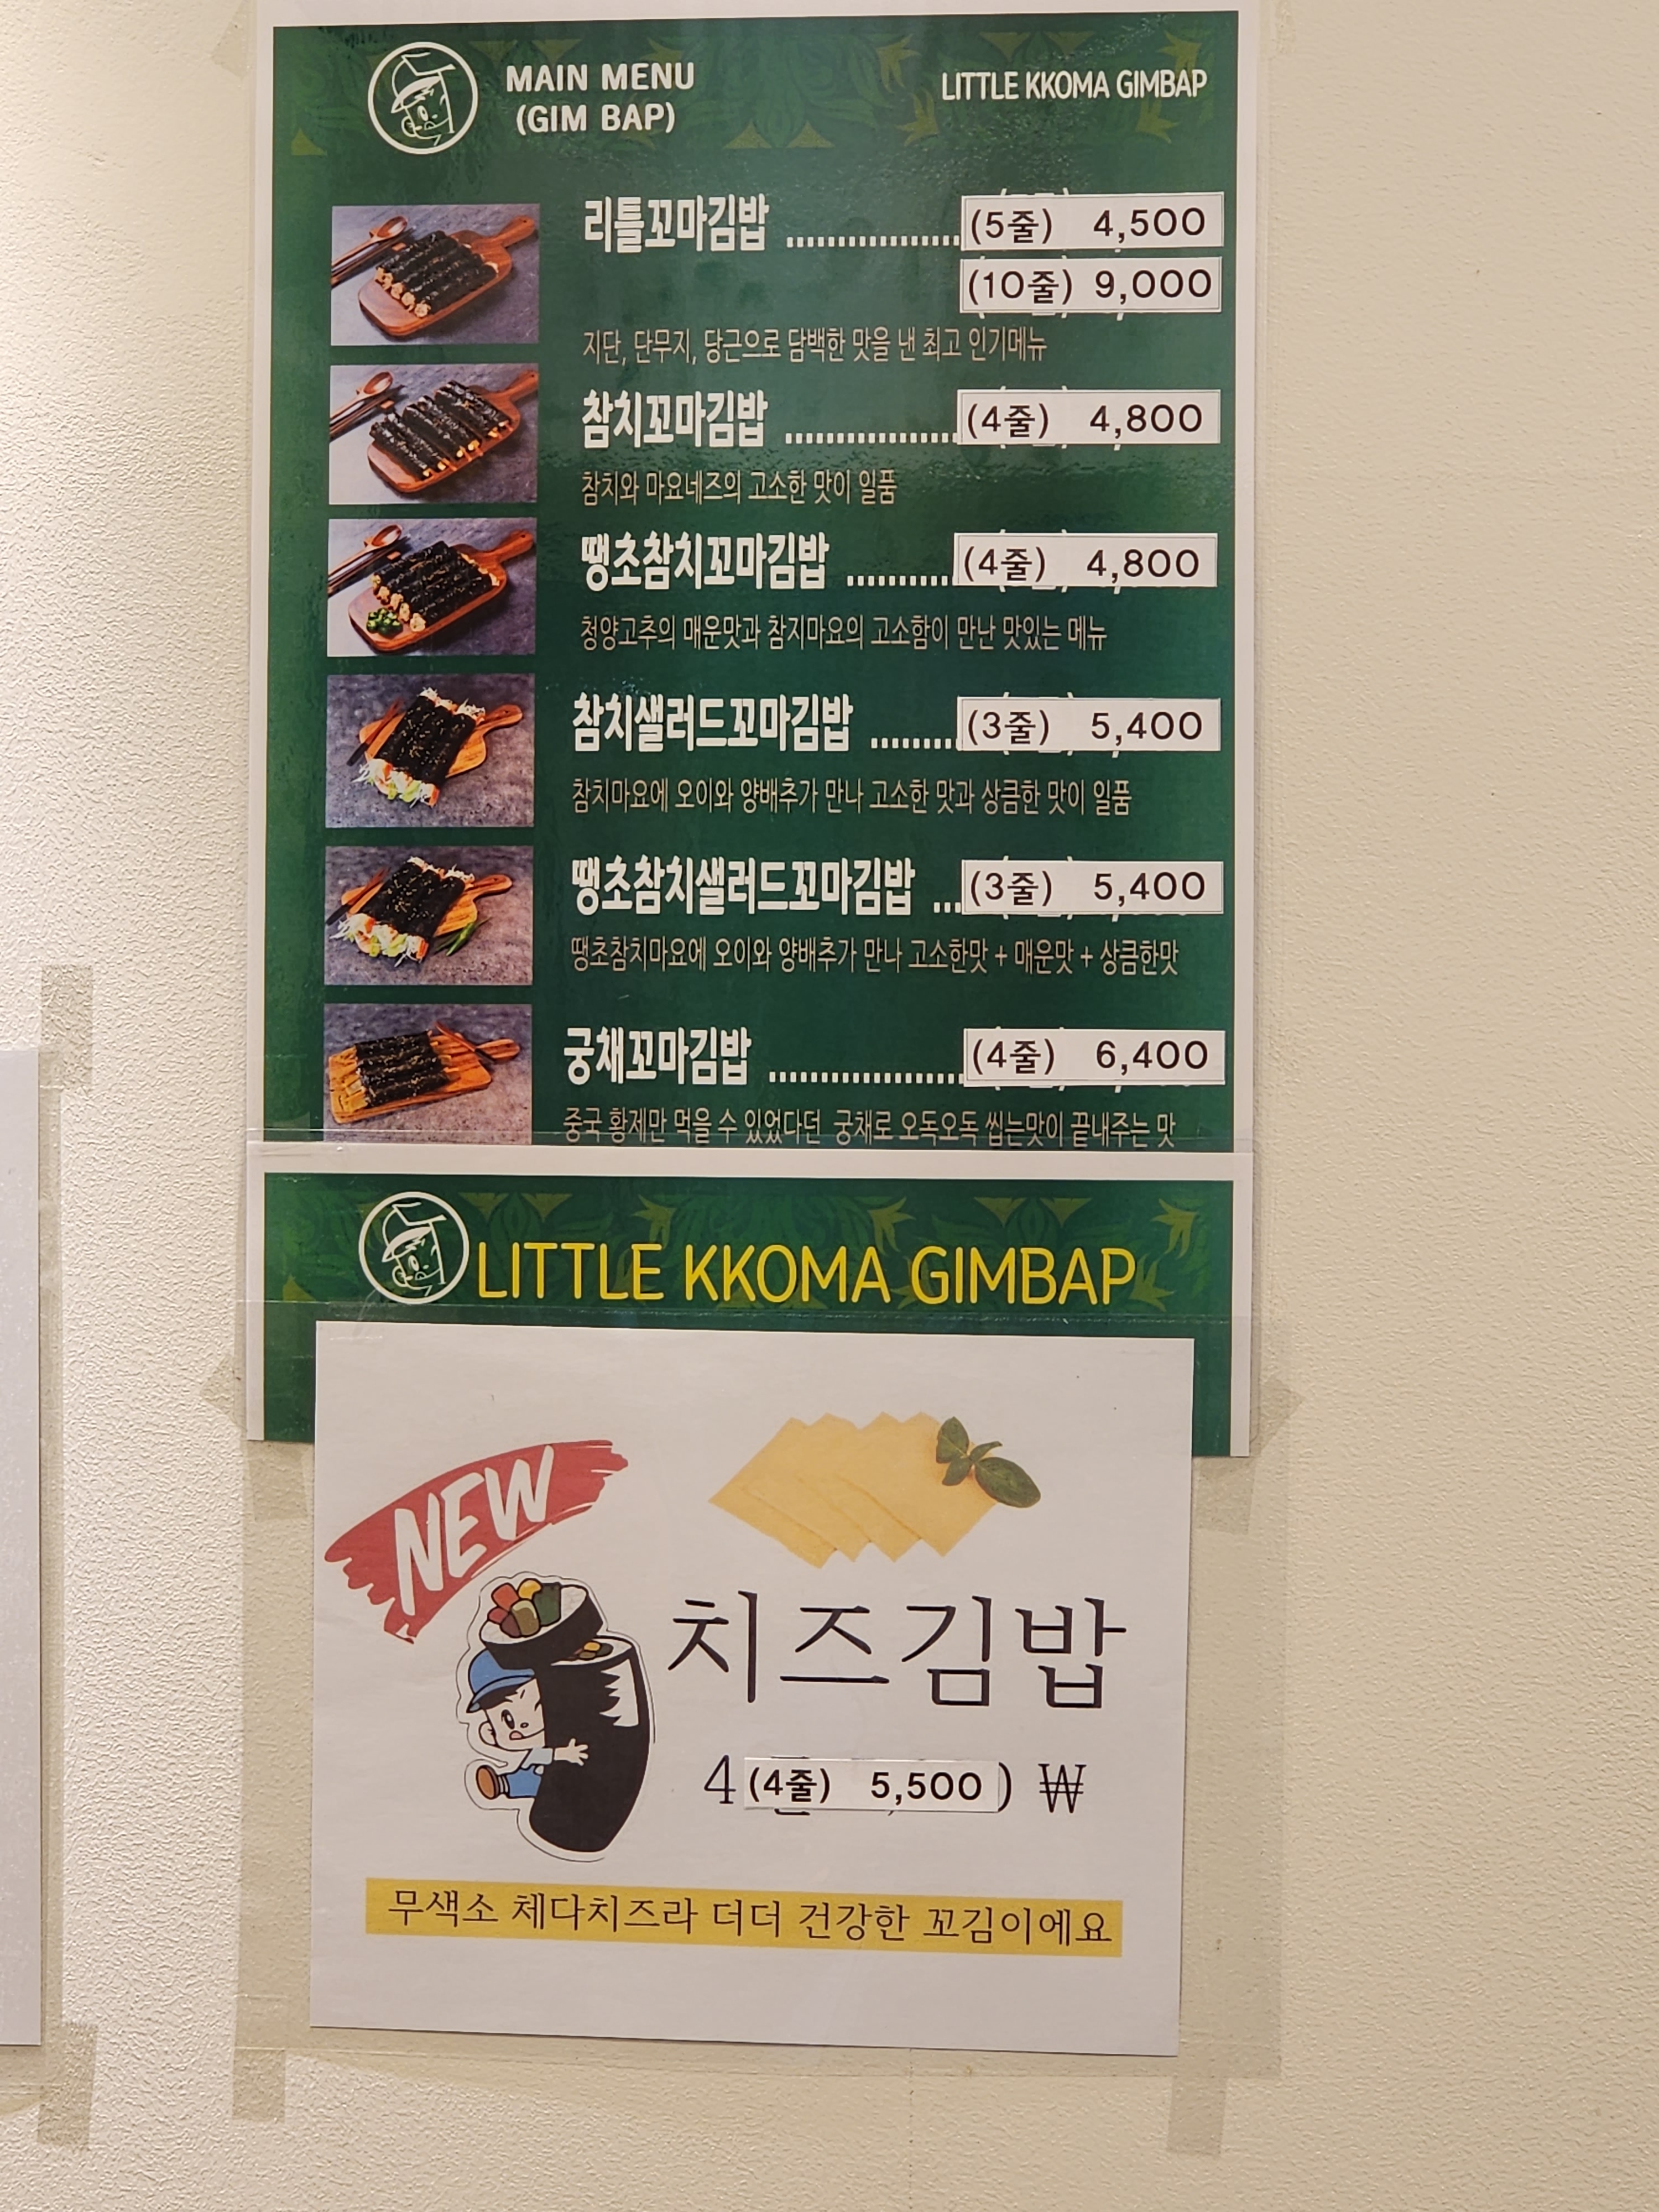 MAIN MENU
(GIM BAP)
LITTLE KKOMA GIMBAP
리틀꼬마김밥 (5줄) 4,500
(10줄) 9,000
지단, 단무지, 당근으로 담백한 맛을 낸 최고 인기메뉴
참치꼬마김밥 (4줄) 4,800
참치와 마요네즈의 고소한 맛이 일품
땡초참치꼬마김밥 (4줄) 4,800
청양고추의 매운맛과 참지마요의 고소함이 만난 맛있는 메뉴
참치샐러드꼬마김밥 (3줄) 5,400
참치마요에 오이와 양배추가 만나 고소한 맛과 상큼한 맛이 일품
땡초참치샐러드꼬마김밥 (3줄) 5,400
땡초참치마요에 오이와 양배추가 만나 고소한맛 + 매운맛 + 상큼한맛
궁채꼬마김밥 (4줄) 6,400
중국 황제만 먹을 수 있었다던 궁채로 오독오독 씹는맛이 끝내주는 맛
LITTLE KKOMA GIMBAP
NEW
치즈김밥
4 (4줄) 5,500 ) ₩
무색소 체다치즈라 더더 건강한 꼬김이에요